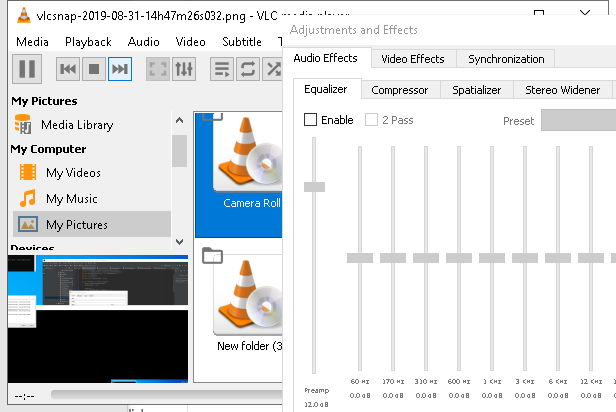 vlcsnap-2019-08-31-14h47m26s032.png - VLC media player
Adjustments and Effects
Media Playback Audio Video Subtitle T
Audio Effects Video Effects Synchronization
Equalizer Compressor Spatializer Stereo Widener
Enable 2 Pass Preset
My Pictures
Media Library
My Computer
My Videos
My Music
My Pictures
Devices
Camera Roll
New folder (3
60 Hz 170 Hz 310 Hz 600 Hz 1 KHz 3 KHz 6 KHz 12 KHz
0.0 dB 0.0 dB 0.0 dB 0.0 dB 0.0 dB 0.0 dB 0.0 dB 0.0 dB
Preamp
12.0 dB
--:--